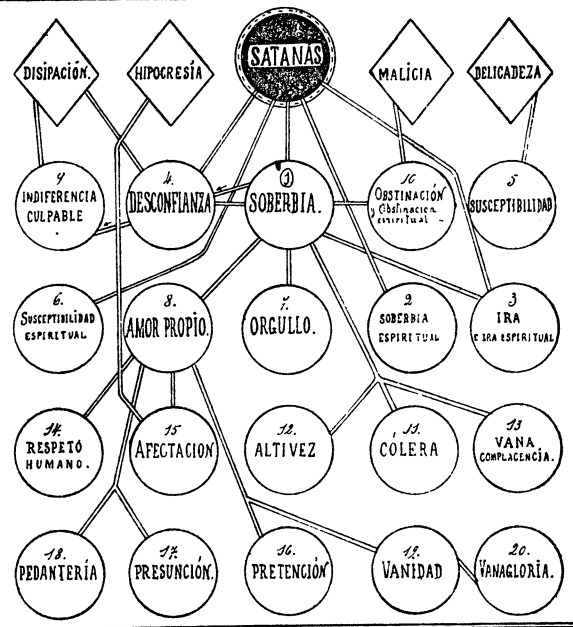 SATANÁS
DISIPACIÓN.
HIPOCRESÍA
MALICIA
DELICADEZA
9
INDIFERENCIA
CULPABLE
4.
DESCONFIANZA
1
SOBERBIA.
10
OBSTINACIÓN
y Obstinacion
espiritual.
5
SUSCEPTIBILIDAD
6.
SUSCEPTIBILIDAD
ESPIRITUAL
8.
AMOR PROPIO.
7.
ORGULLO.
2
SOBERBIA
ESPIRITUAL
3
IRA
E IRA ESPIRITUAL
14.
RESPETO
HUMANO.
15
AFECTACION
12.
ALTIVEZ
11.
CÓLERA
13
VANA
COMPLACENCIA.
18.
PEDANTERÍA
17.
PRESUNCIÓN.
16.
PRETENCIÓN
19.
VANIDAD
20.
VANAGLORIA.